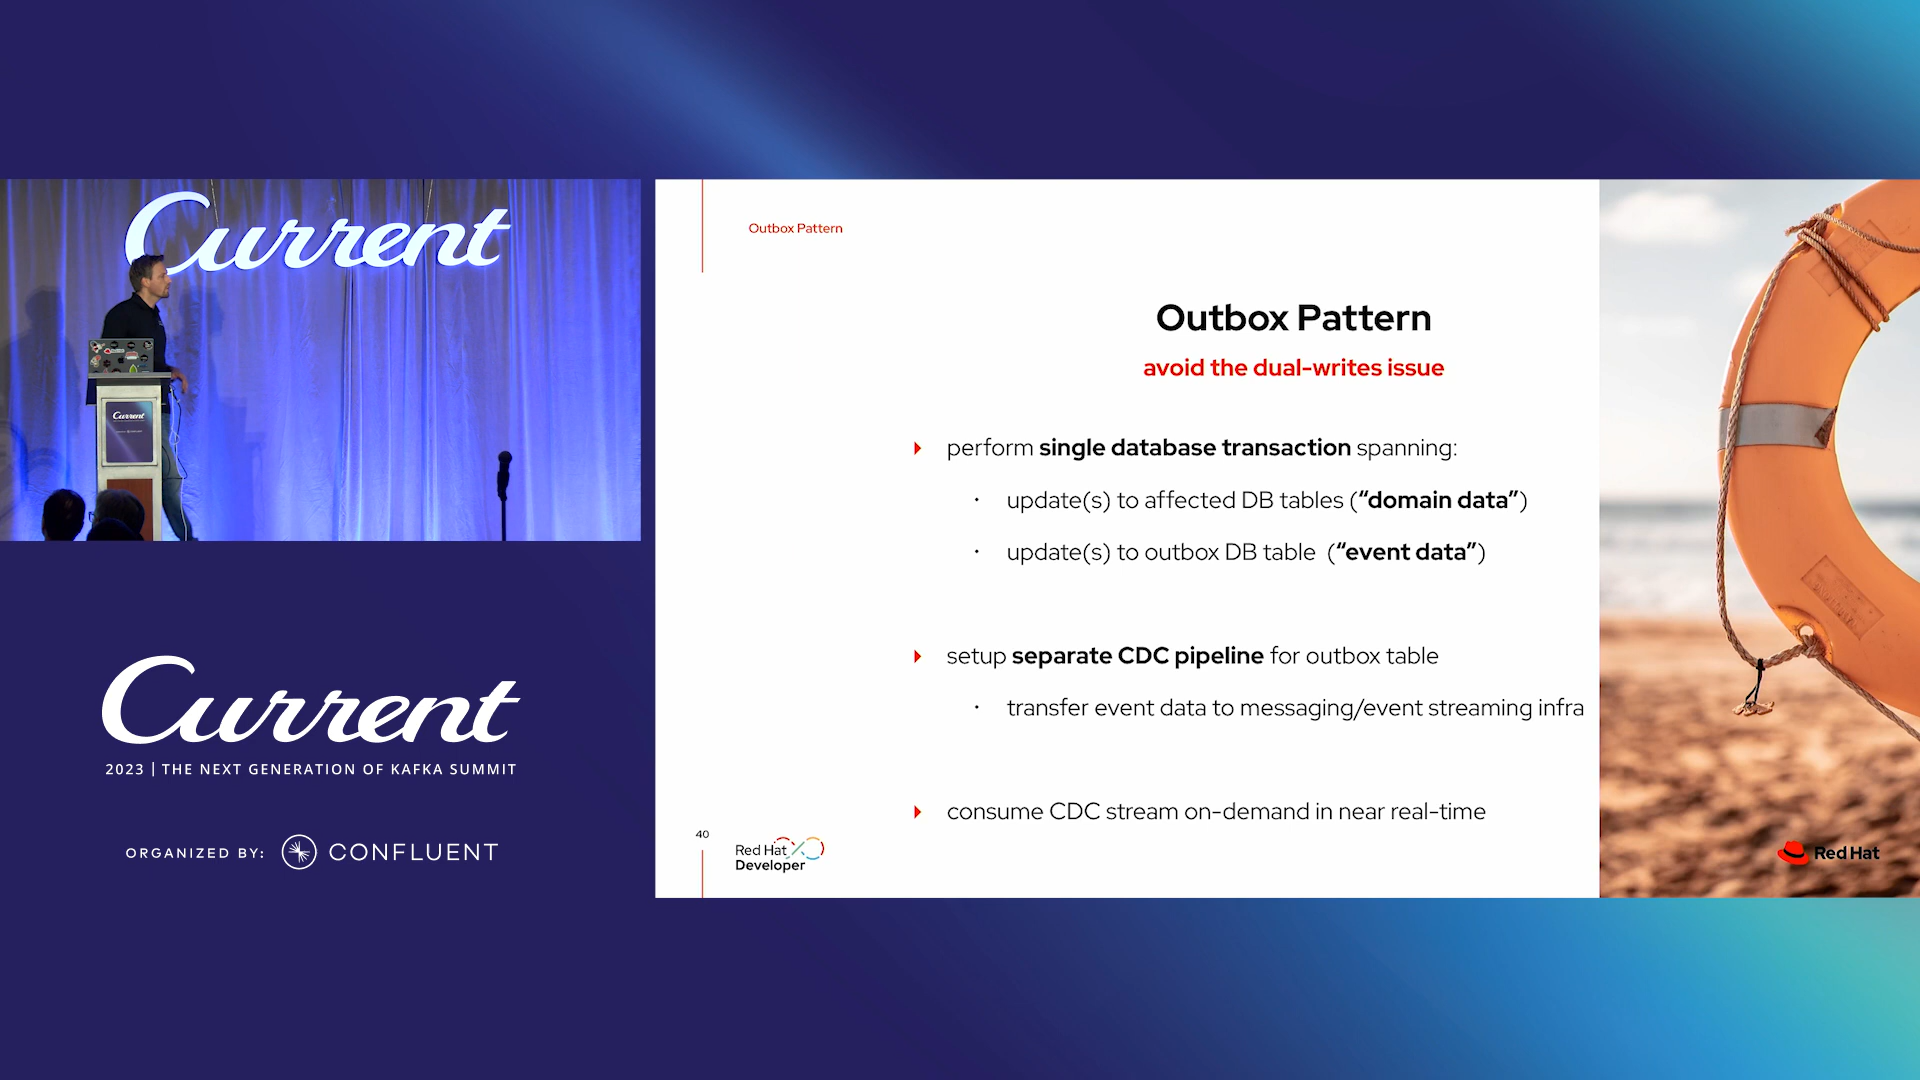 Current
Current
Current
2023 | THE NEXT GENERATION OF KAFKA SUMMIT
ORGANIZED BY: CONFLUENT
Outbox Pattern
Outbox Pattern
avoid the dual-writes issue
perform single database transaction spanning:
· update(s) to affected DB tables (“domain data”)
· update(s) to outbox DB table (“event data”)
setup separate CDC pipeline for outbox table
· transfer event data to messaging/event streaming infra
consume CDC stream on-demand in near real-time
40
Red Hat
Developer
Red Hat